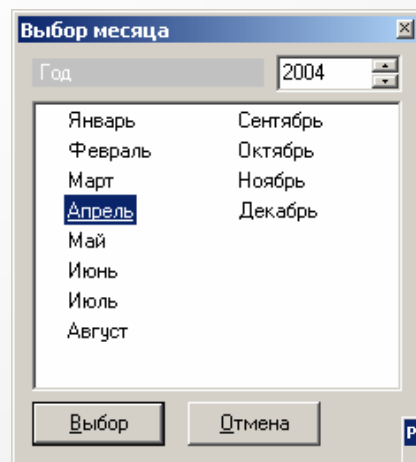 Выбор месяца
Год 2004
Январь
Февраль
Март
Апрель
Май
Июнь
Июль
Август
Сентябрь
Октябрь
Ноябрь
Декабрь
Выбор Отмена
Р